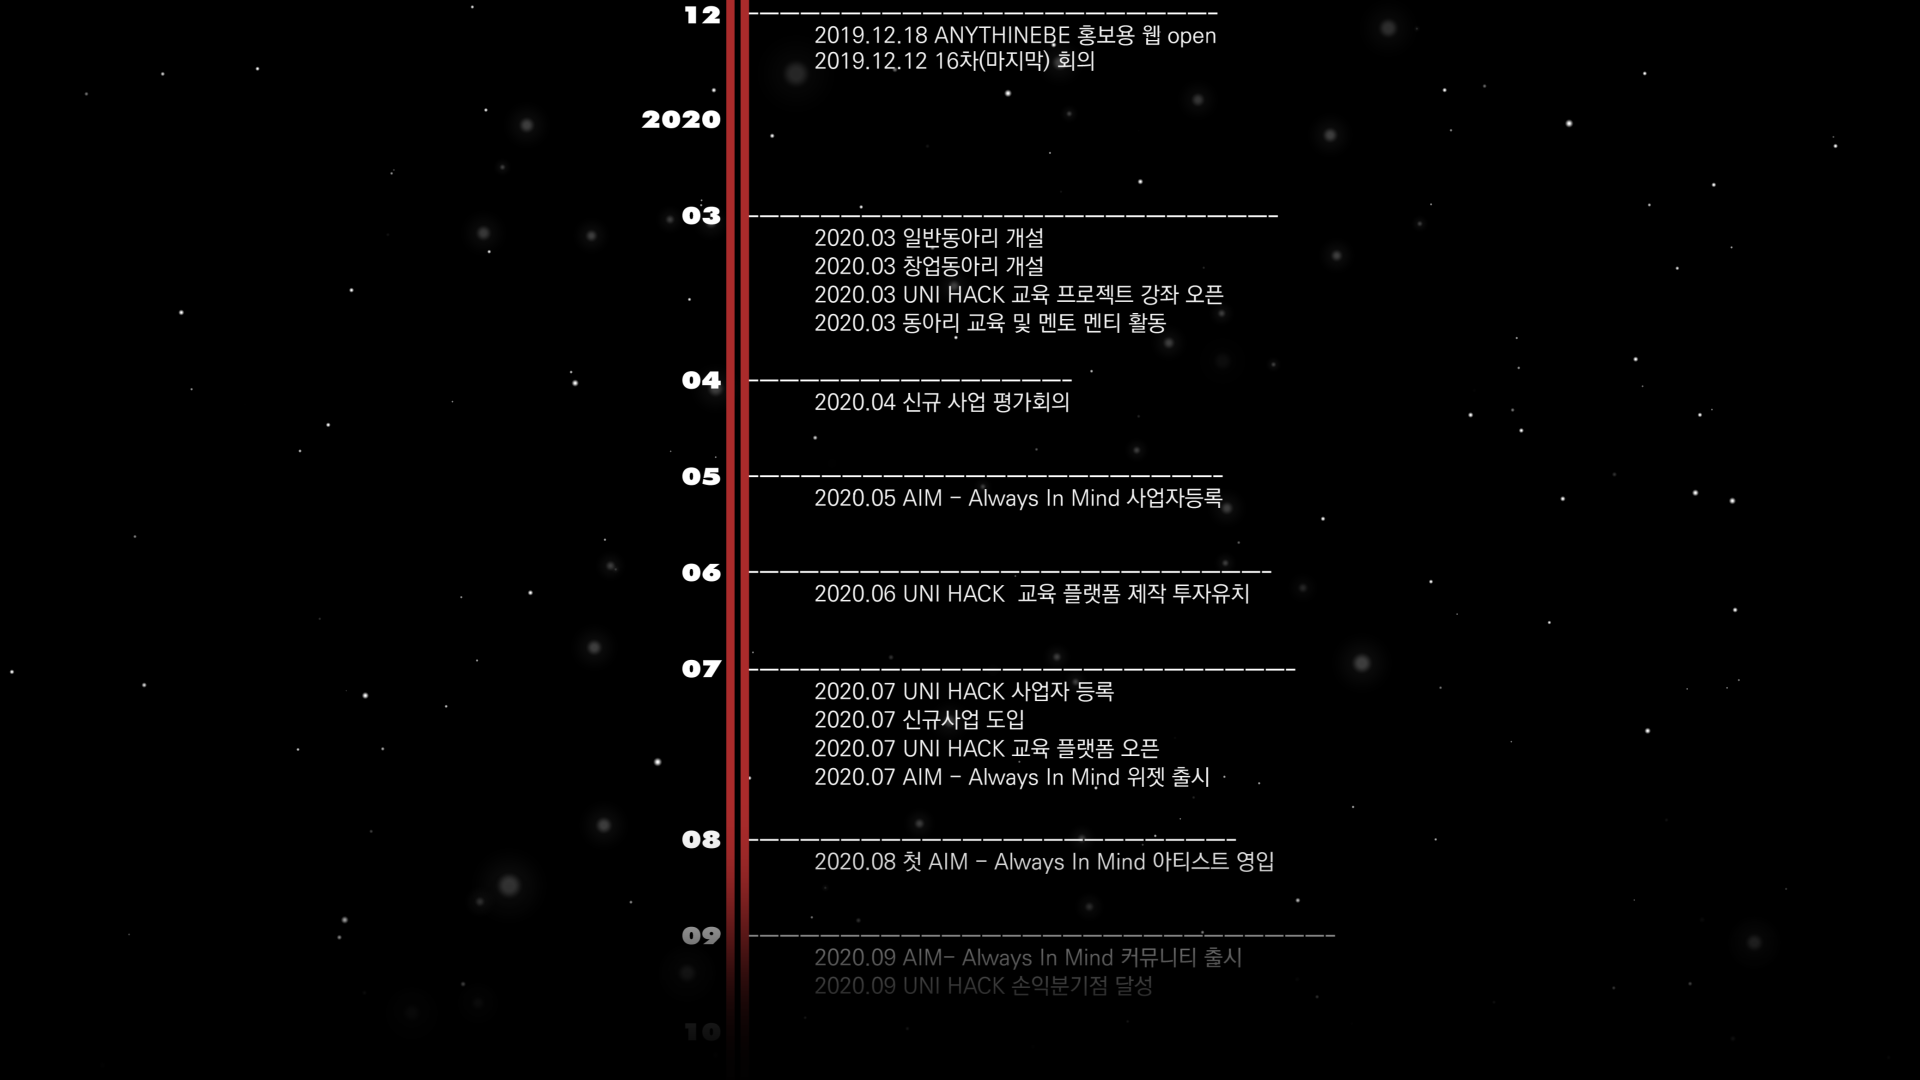 12
2019.12.18 ANYTHINEBE 홍보용 웹 open
2019.12.12 16차(마지막) 회의
2020
03
2020.03 일반동아리 개설
2020.03 창업동아리 개설
2020.03 UNI HACK 교육 프로젝트 강좌 오픈
2020.03 동아리 교육 및 멘토 멘티 활동
04
2020.04 신규 사업 평가회의
05
2020.05 AIM - Always In Mind 사업자등록
06
2020.06 UNI HACK  교육 플랫폼 제작 투자유치
07
2020.07 UNI HACK 사업자 등록
2020.07 신규사업 도입
2020.07 UNI HACK 교육 플랫폼 오픈
2020.07 AIM - Always In Mind 위젯 출시
08
2020.08 첫 AIM - Always In Mind 아티스트 영입
09
2020.09 AIM- Always In Mind 커뮤니티 출시
2020.09 UNI HACK 손익분기점 달성
10